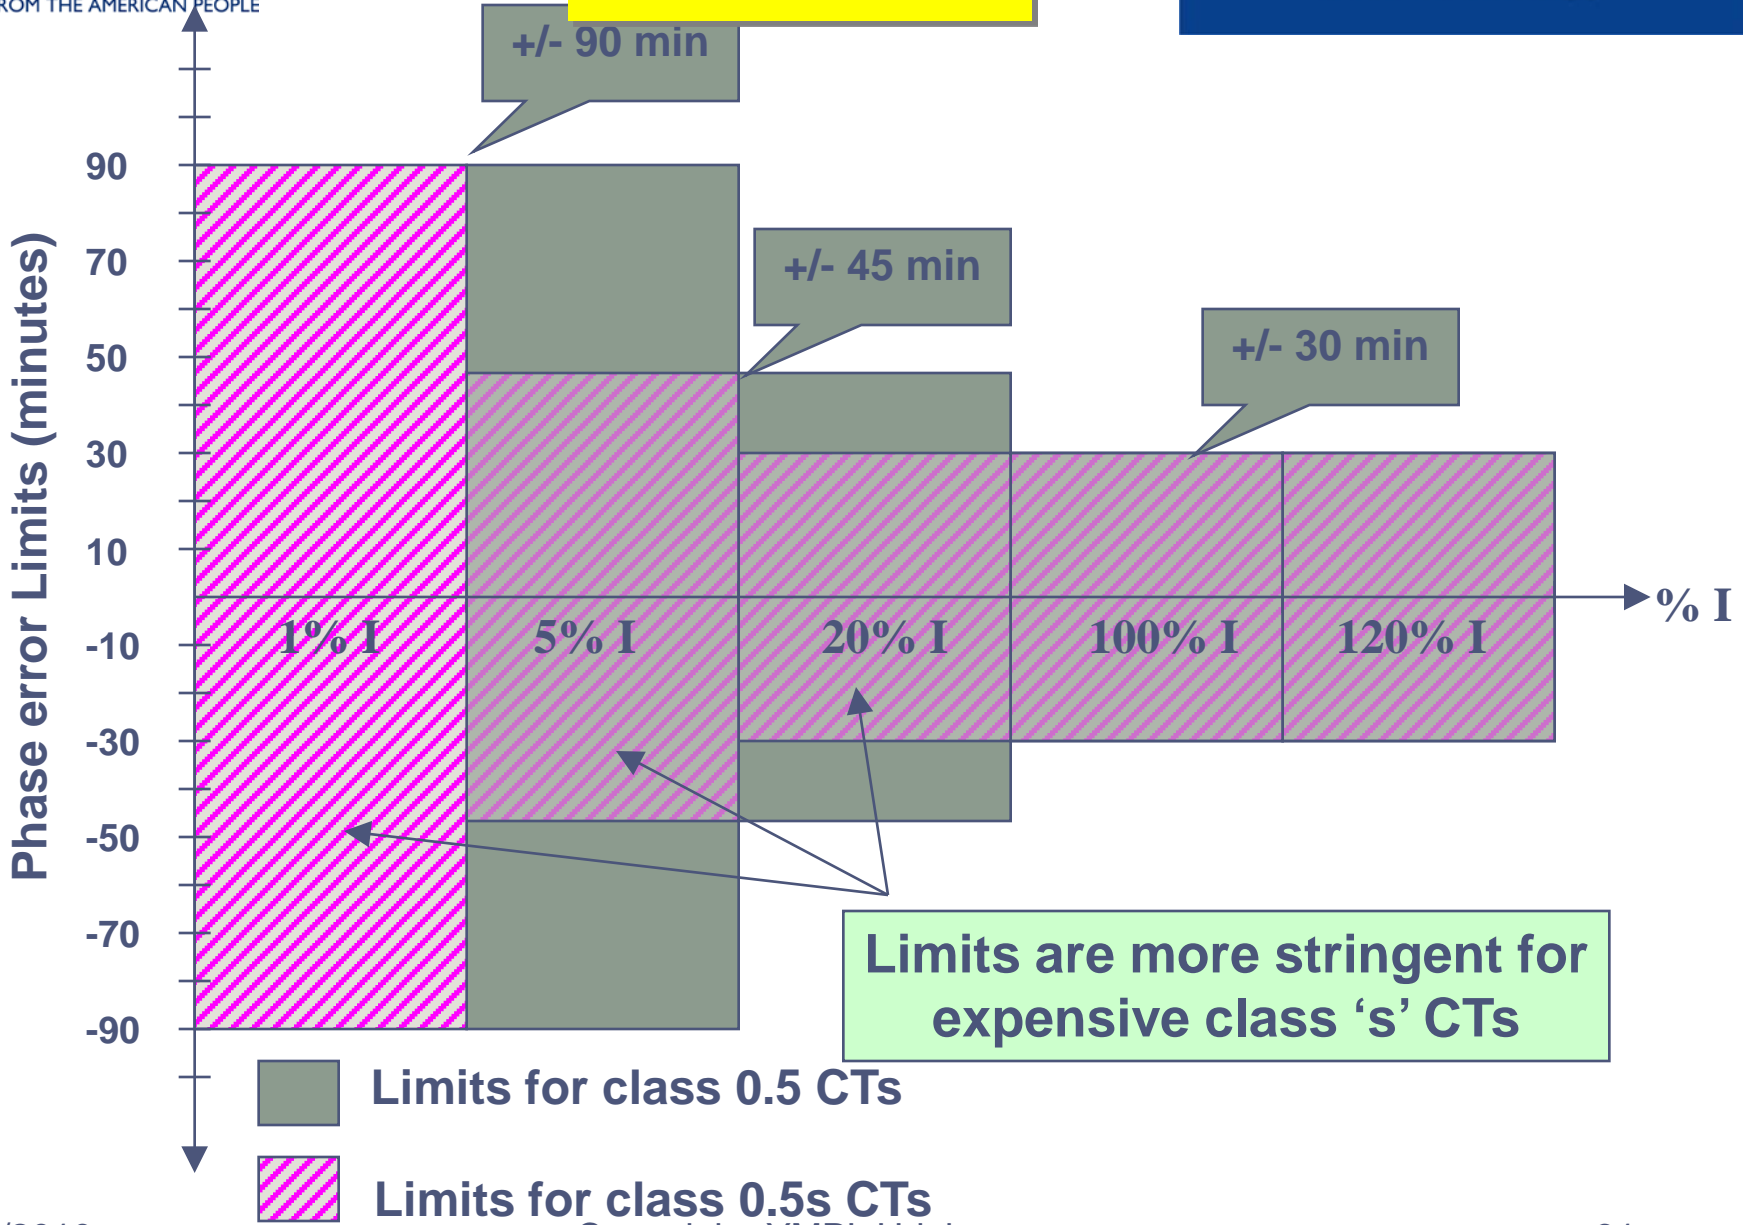 FROM THE AMERICAN PEOPLE
+/- 90 min
+/- 45 min
+/- 30 min
Phase error Limits (minutes)
90
70
50
30
10
-10
-30
-50
-70
-90
1% I
5% I
20% I
100% I
120% I
% I
Limits are more stringent for
expensive class ‘s’ CTs
Limits for class 0.5 CTs
Limits for class 0.5s CTs